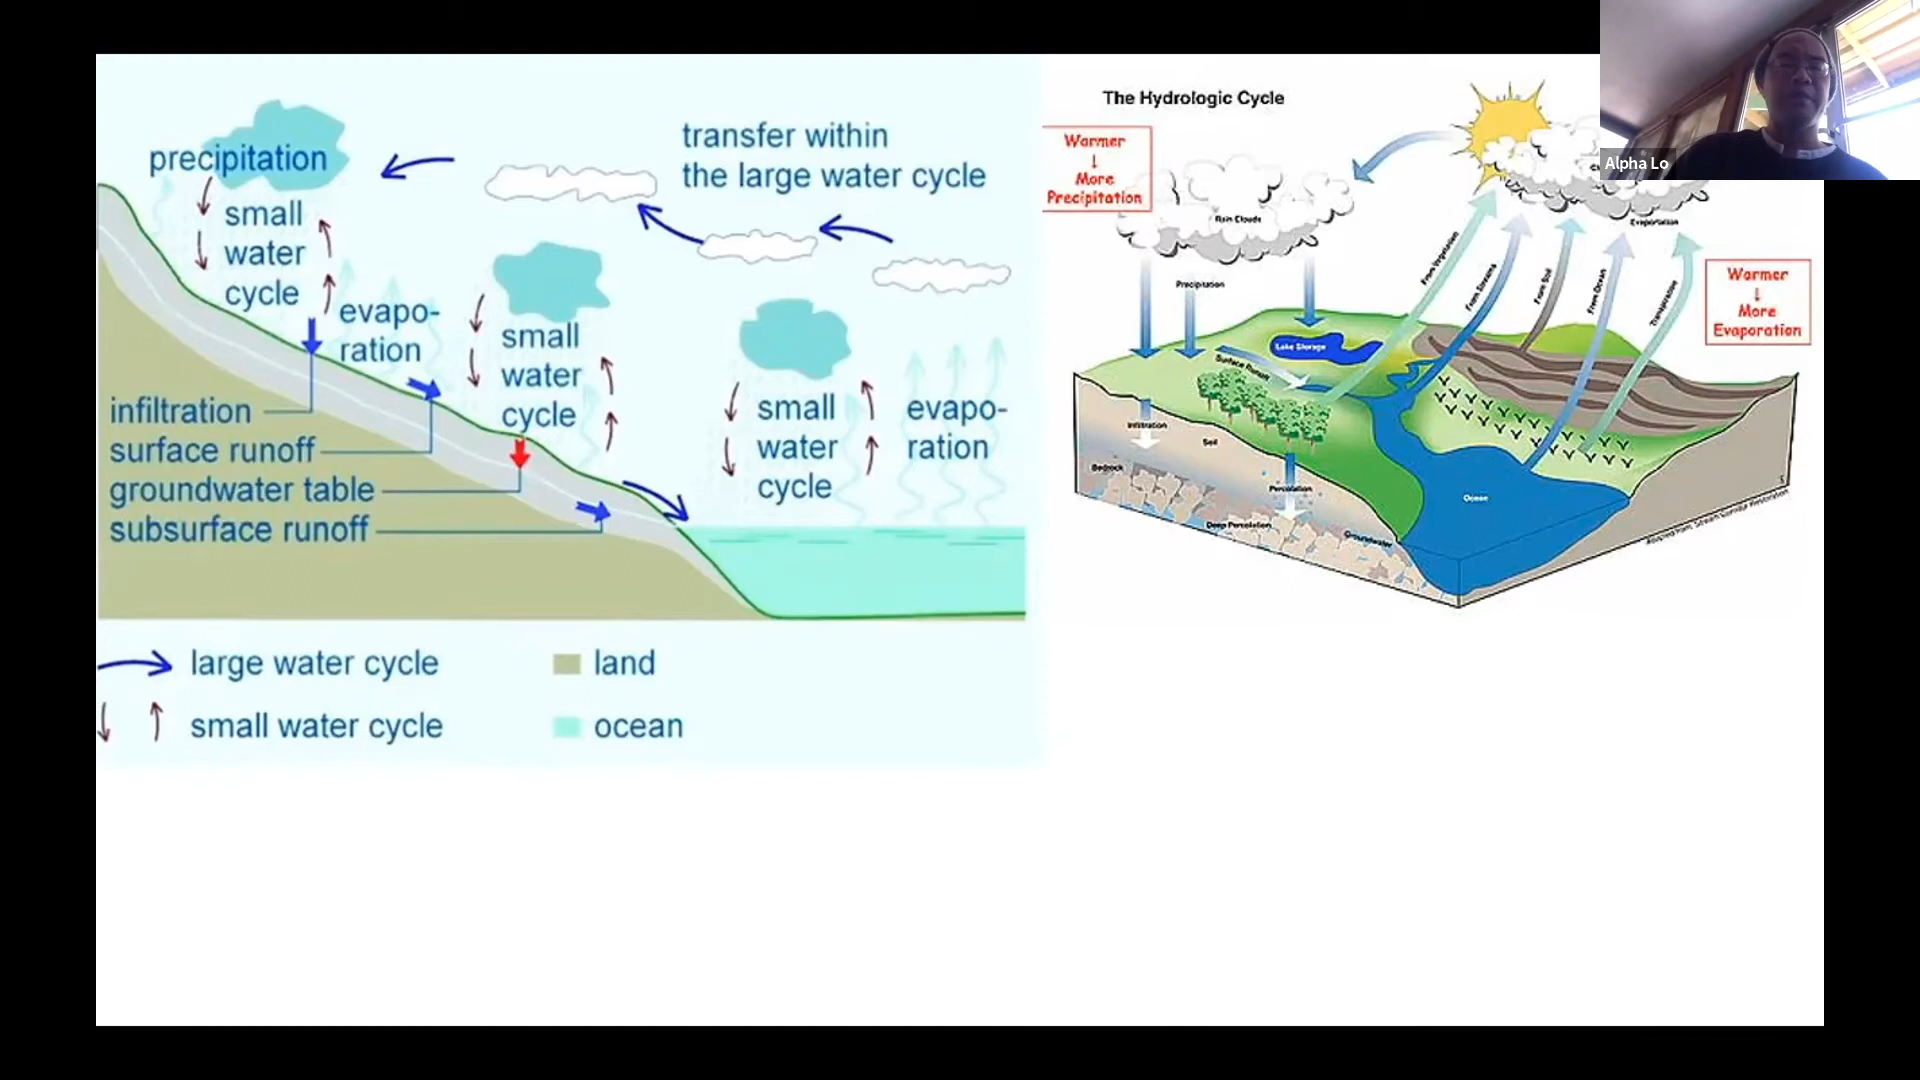 precipitation
small
water
cycle
evapo-
ration
transfer within
the large water cycle
small
water
cycle
small
water
cycle
evapo-
ration
infiltration
surface runoff
groundwater table
subsurface runoff
large water cycle
land
small water cycle
ocean
The Hydrologic Cycle
Warmer
↓
More
Precipitation
Rain Clouds
Precipitation
Evaporation
From Vegetation
From Streams
From Soil
From Ocean
Transpiration
Warmer
↓
More
Evaporation
Lake Storage
Surface Runoff
Infiltration
Soil
Bedrock
Percolation
Deep Percolation
Groundwater
Ocean
Alpha Lo